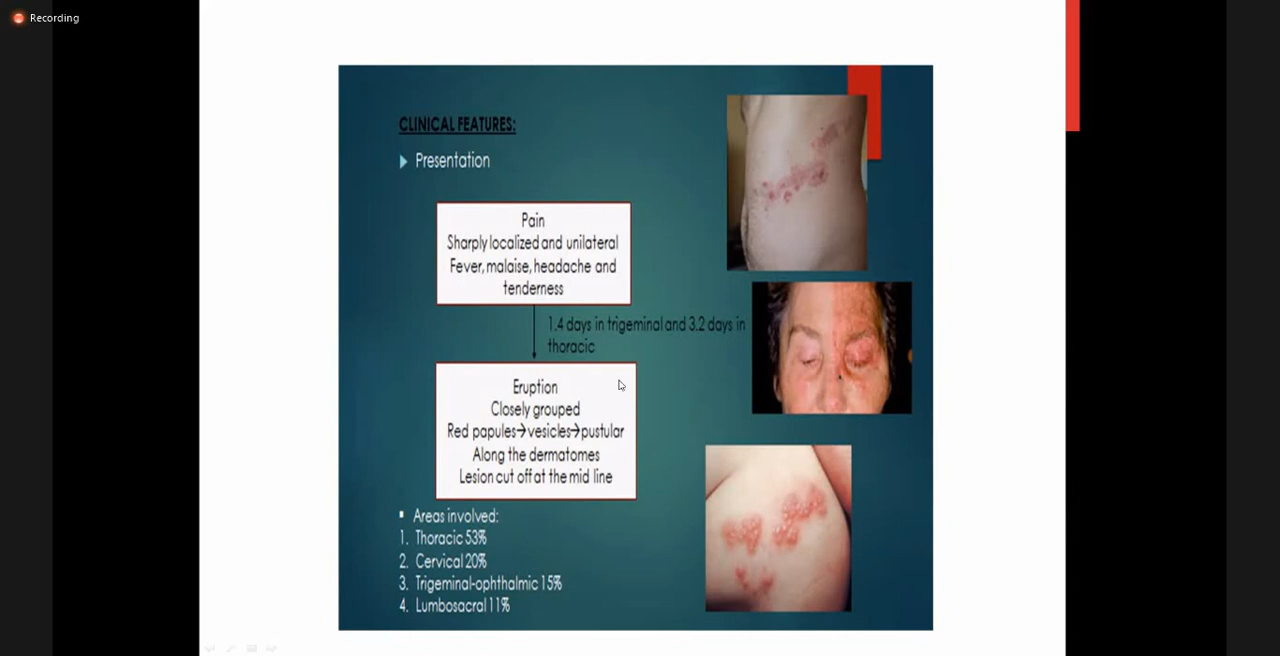 Recording
CLINICAL FEATURES:
Presentation
Pain
Sharply localized and unilateral
Fever, malaise, headache and
tenderness
1.4 days in trigeminal and 3.2 days in
thoracic
Eruption
Closely grouped
Red papules→vesicles→pustular
Along the dermatomes
Lesion cut off at the mid line
Areas involved:
1. Thoracic 53%
2. Cervical 20%
3. Trigeminal-ophthalmic 15%
4. Lumbosacral 11%